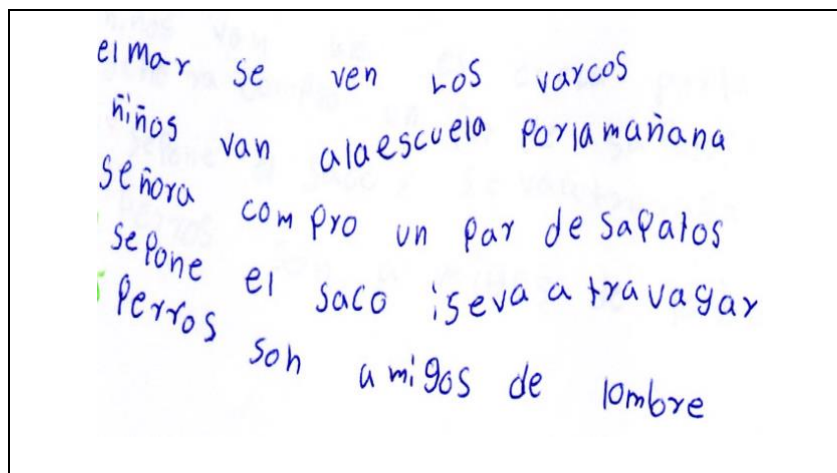 elmar se ven los varcos
ñiños van alaescuela porlamañana
señora compro un par de sapatos
sepone el saco iseva a travagar
Perros son amigos de lombre